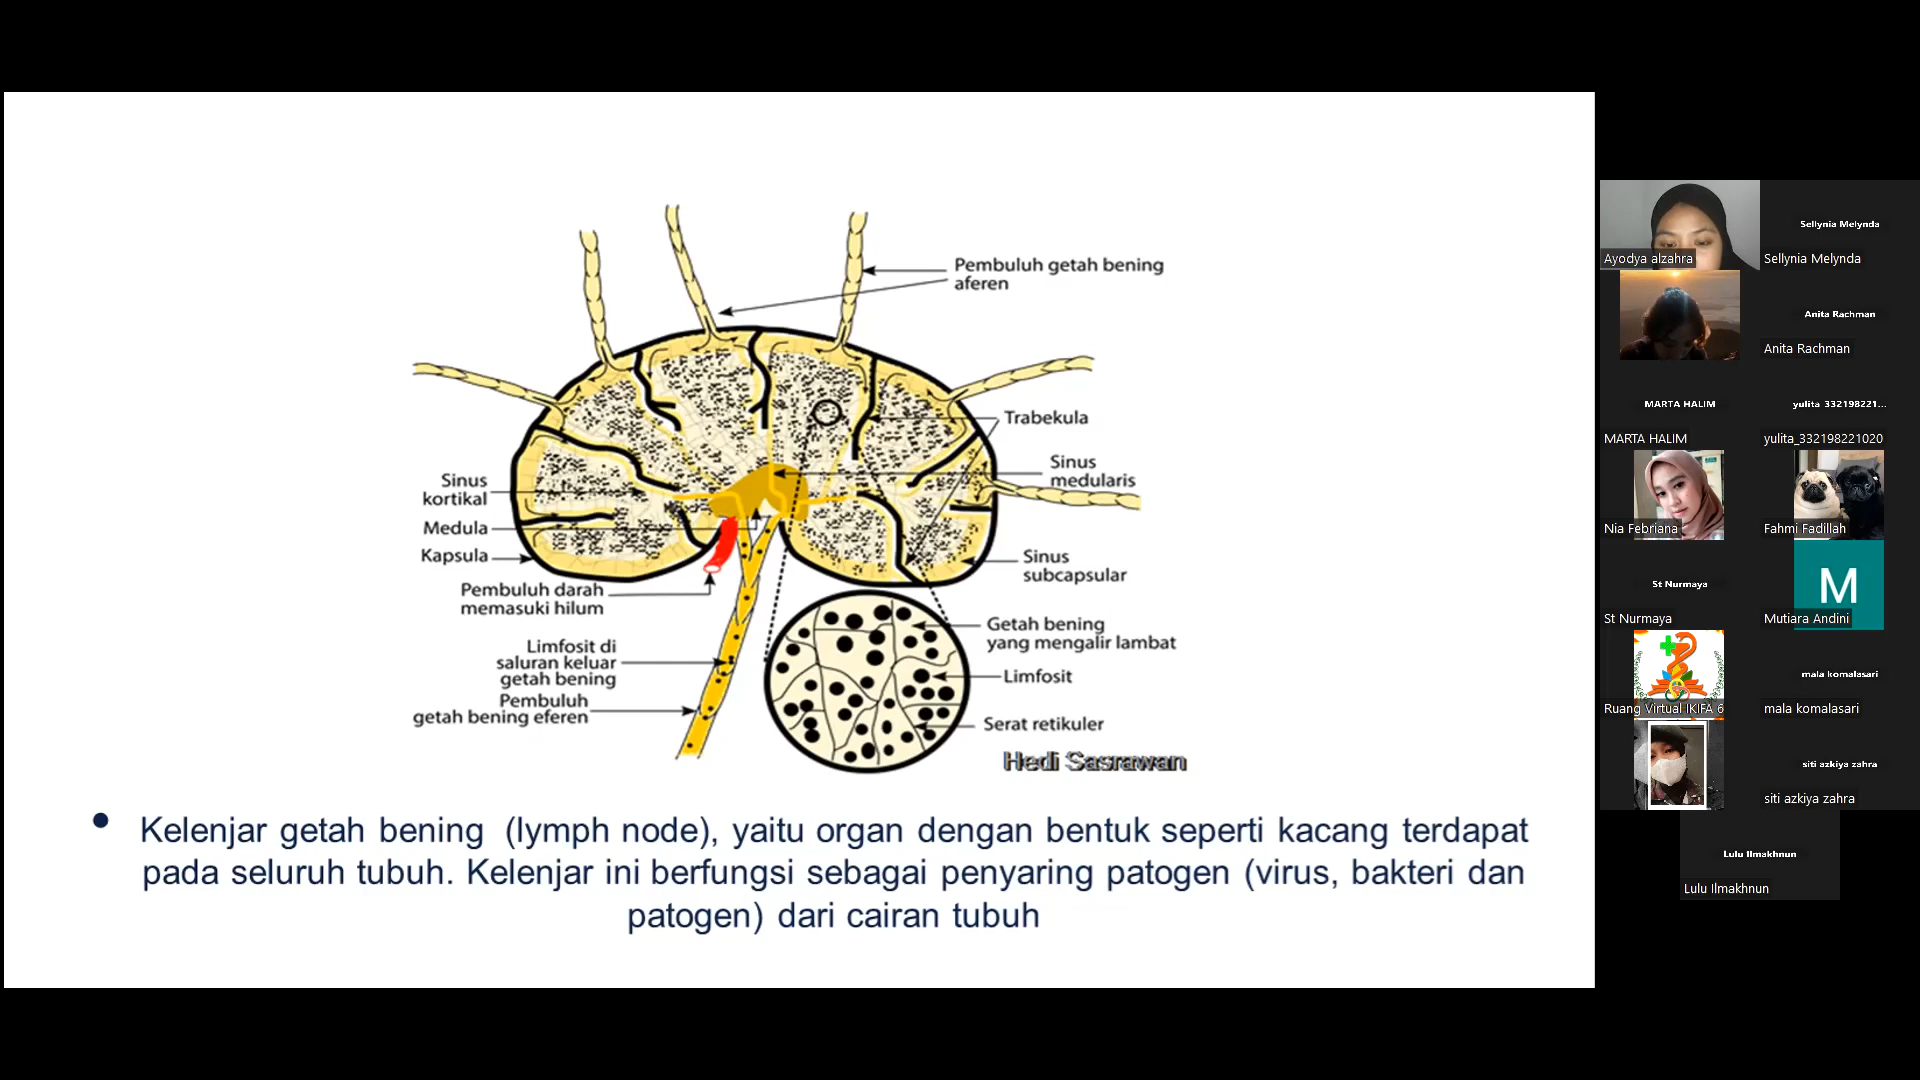 Pembuluh getah bening
aferen
Trabekula
Sinus
medularis
Sinus
kortikal
Medula
Kapsula
Sinus
subcapsular
Pembuluh darah
memasuki hilum
Getah bening
yang mengalir lambat
Limfosit di
saluran keluar
getah bening
Limfosit
Pembuluh
getah bening eferen
Serat retikuler
Hedi Sasrawan
• Kelenjar getah bening (lymph node), yaitu organ dengan bentuk seperti kacang terdapat
pada seluruh tubuh. Kelenjar ini berfungsi sebagai penyaring patogen (virus, bakteri dan
patogen) dari cairan tubuh
Ayodya alzahra
Sellynia Melynda
Sellynia Melynda
Anita Rachman
Anita Rachman
MARTA HALIM
MARTA HALIM
yulita 332198221...
yulita_332198221020
Nia Febriana
Fahmi Fadillah
St Nurmaya
St Nurmaya
M
Mutiara Andini
Ruang Virtual IKIFA 6
mala komalasari
mala komalasari
siti azkiya zahra
siti azkiya zahra
Lulu Ilmakhnun
Lulu Ilmakhnun